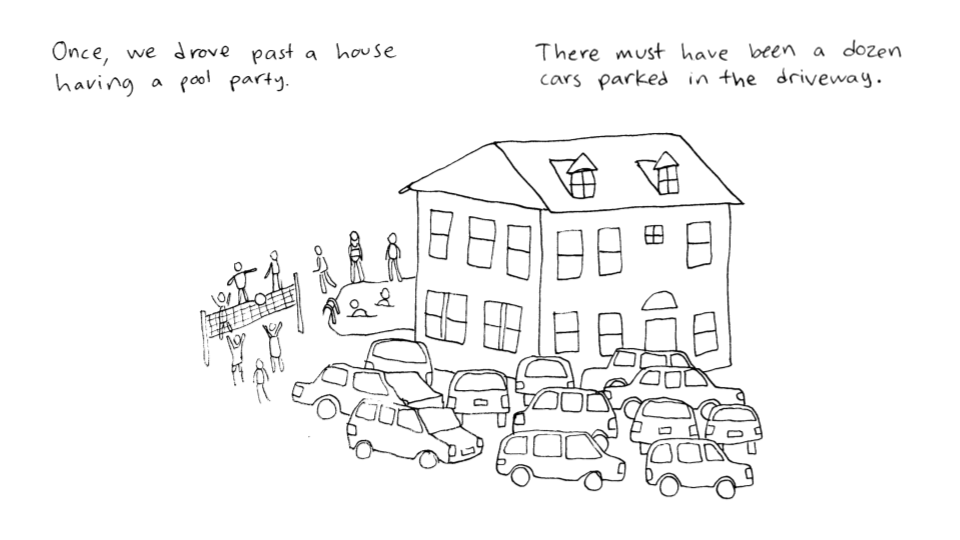 Once, we drove past a house
having a pool party.
There must have been a dozen
cars parked in the driveway.